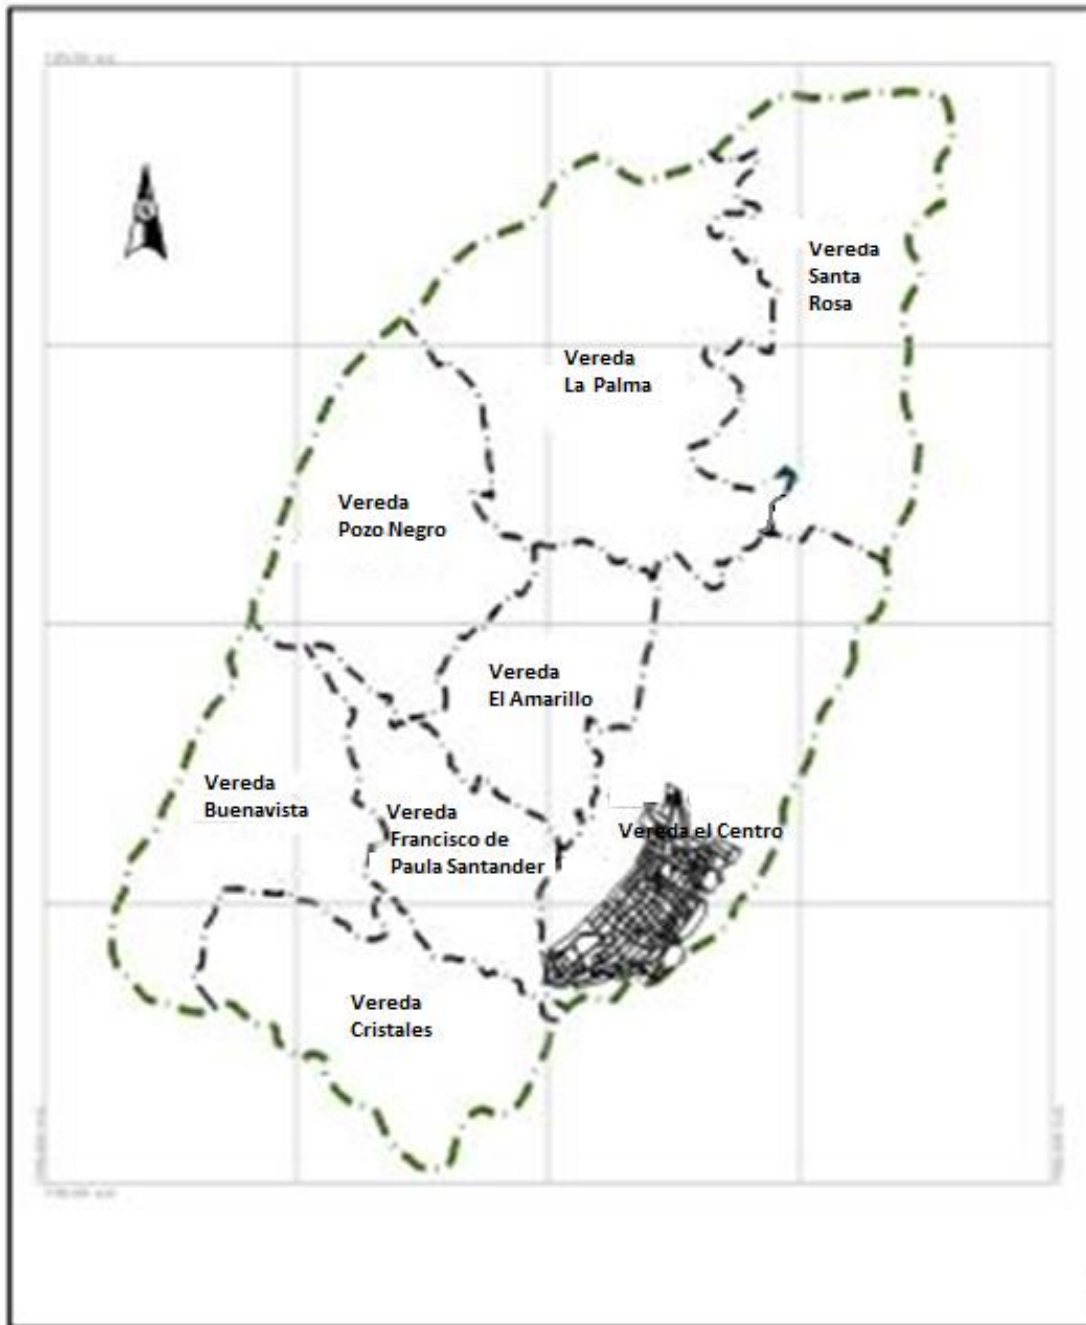 Vereda
Santa
Rosa
Vereda
La Palma
Vereda
Pozo Negro
Vereda
El Amarillo
Vereda
Buenavista
Vereda
Francisco de
Paula Santander
Vereda el Centro
Vereda
Cristales